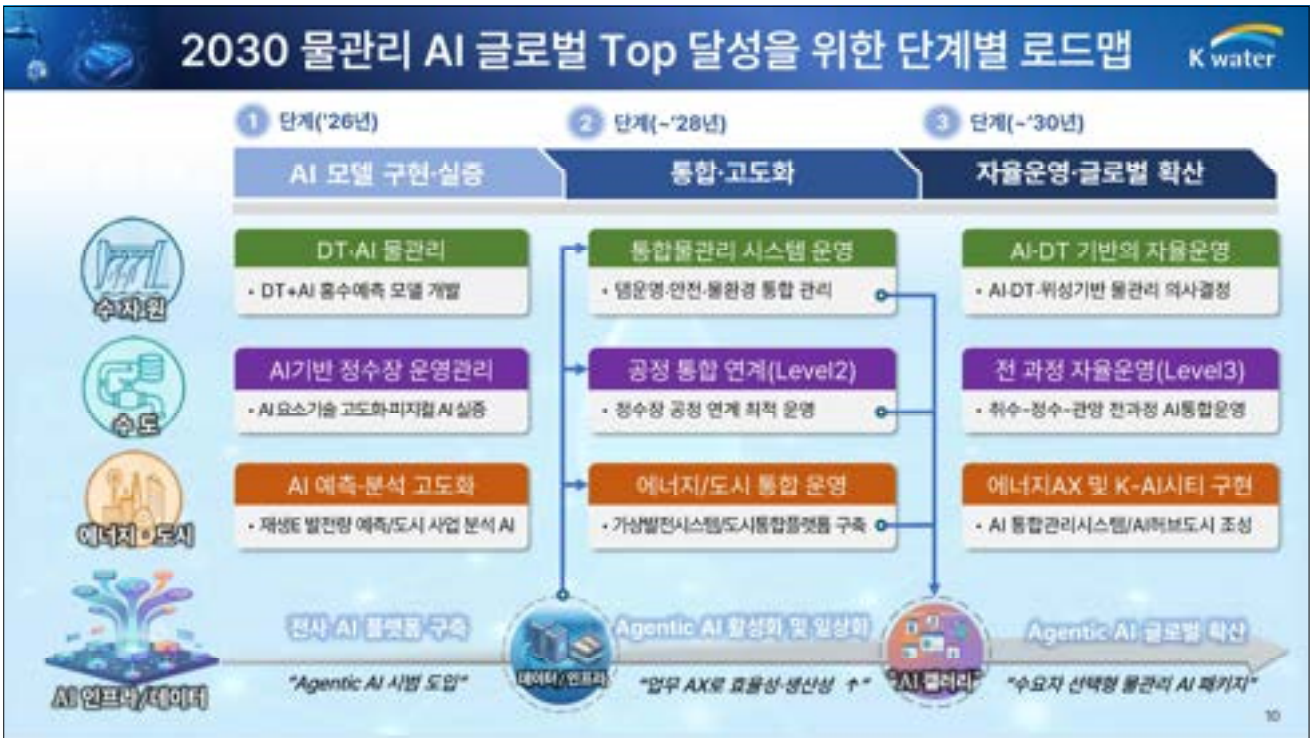 2030 물관리 AI 글로벌 Top 달성을 위한 단계별 로드맵
K water
1 단계('26년)
2 단계(~'28년)
3 단계(~'30년)
AI 모델 구현·실증
통합·고도화
자율운영·글로벌 확산
수자원
DT·AI 물관리
• DT+AI 홍수예측 모델 개발
통합물관리 시스템 운영
• 댐운영·안전·물환경 통합 관리
AI·DT 기반의 자율운영
• AI·DT·위성기반 물관리 의사결정
수도
AI기반 정수장 운영관리
• AI 요소기술 고도화·피지컬 AI 실증
공정 통합 연계(Level2)
• 정수장 공정 연계 최적 운영
전 과정 자율운영(Level3)
• 취수-정수-관망 전과정 AI통합운영
에너지·도시
AI 예측·분석 고도화
• 재생E 발전량 예측/도시 사업 분석 AI
에너지/도시 통합 운영
• 가상발전시스템/도시통합플랫폼 구축
에너지AX 및 K-AI시티 구현
• AI 통합관리시스템/AI허브도시 조성
AI 인프라/데이터
전사 AI 플랫폼 구축
"Agentic AI 시범 도입"
데이터/인프라
Agentic AI 활성화 및 일상화
"업무 AX로 효율성·생산성 ↑"
"AI 갤러리"
Agentic AI 글로벌 확산
"수요자 선택형 물관리 AI 패키지"
10